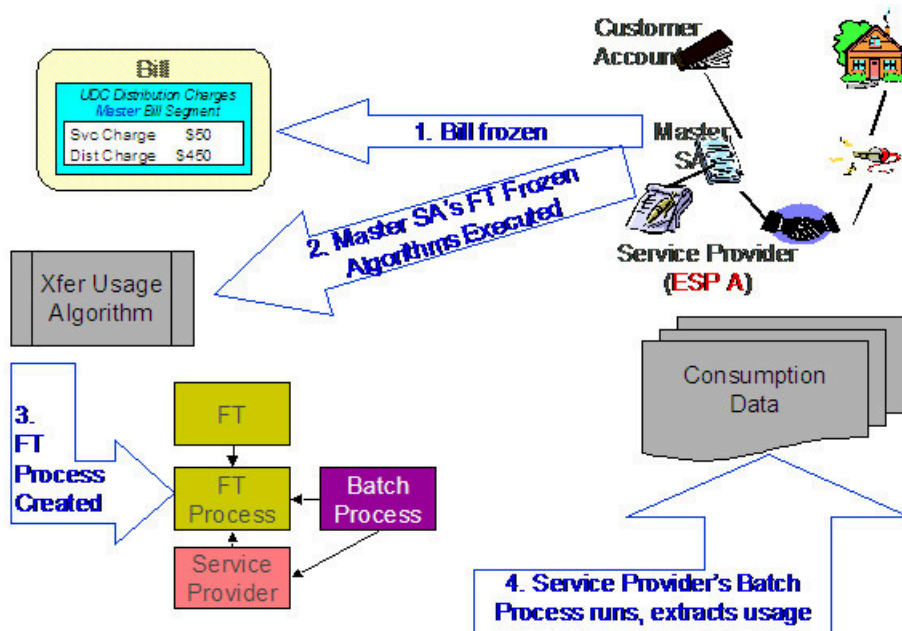 Customer
Account
Bill
UDC Distribution Charges
Master Bill Segment
Svc Charge $50
Dist Charge $450
1. Bill frozen
Master
SA
2. Master SA's FT Frozen
Algorithms Executed
Service Provider
(ESP A)
Xfer Usage
Algorithm
Consumption
Data
3.
FT
Process
Created
FT
FT
Process
Batch
Process
Service
Provider
4. Service Provider's Batch
Process runs, extracts usage